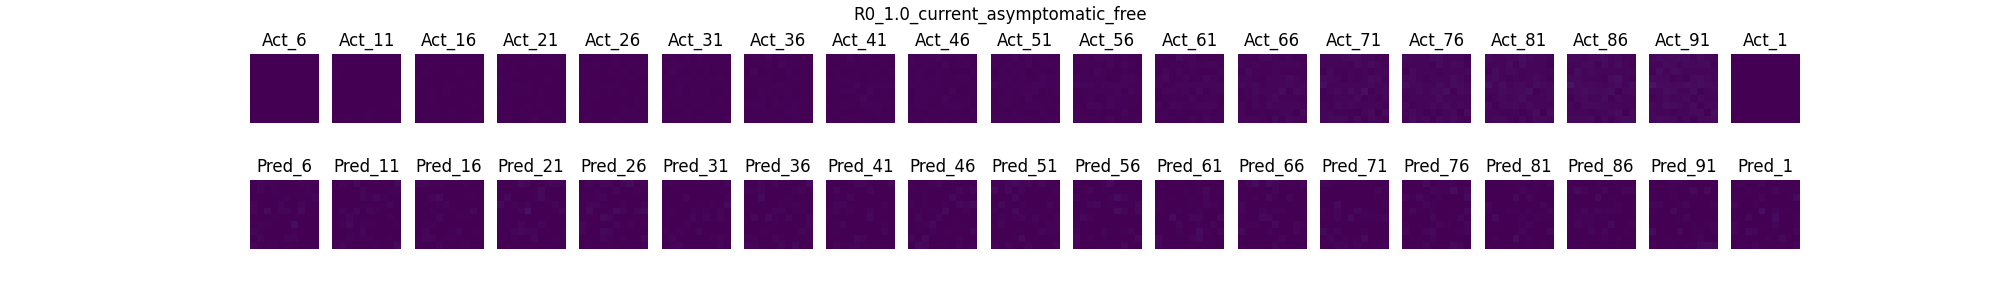 R0_1.0_current_asymptomatic_free
Act_6 Act_11 Act_16 Act_21 Act_26 Act_31 Act_36 Act_41 Act_46 Act_51 Act_56 Act_61 Act_66 Act_71 Act_76 Act_81 Act_86 Act_91 Act_1
Pred_6 Pred_11 Pred_16 Pred_21 Pred_26 Pred_31 Pred_36 Pred_41 Pred_46 Pred_51 Pred_56 Pred_61 Pred_66 Pred_71 Pred_76 Pred_81 Pred_86 Pred_91 Pred_1